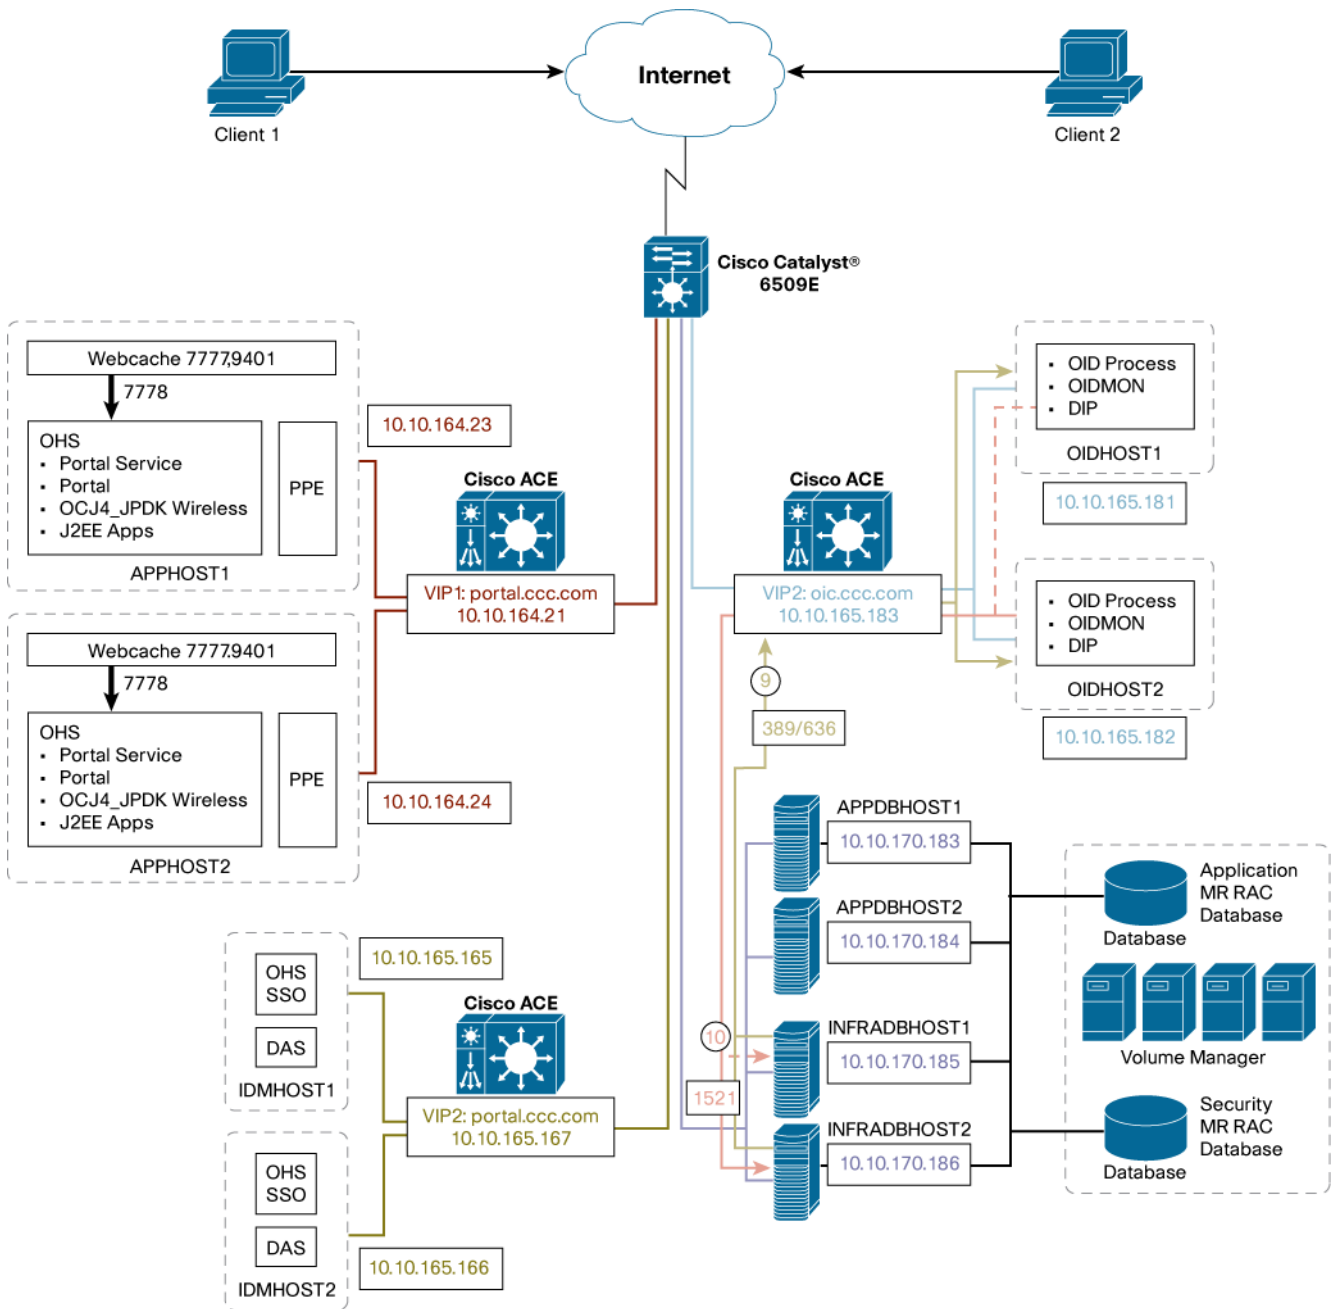 Internet
Client 1
Client 2
Cisco Catalyst®
6509E
Webcache 7777,9401
7778
OHS
▪ Portal Service
▪ Portal
▪ OCJ4_JPDK Wireless
▪ J2EE Apps
PPE
APPHOST1
10.10.164.23
Cisco ACE
VIP1: portal.ccc.com
10.10.164.21
Webcache 7777.9401
7778
OHS
▪ Portal Service
▪ Portal
▪ OCJ4_JPDK Wireless
▪ J2EE Apps
PPE
APPHOST2
10.10.164.24
▪ OID Process
▪ OIDMON
▪ DIP
OIDHOST1
10.10.165.181
Cisco ACE
VIP2: oic.ccc.com
10.10.165.183
▪ OID Process
▪ OIDMON
▪ DIP
OIDHOST2
10.10.165.182
9
389/636
APPDBHOST1
10.10.170.183
APPDBHOST2
10.10.170.184
INFRADBHOST1
10.10.170.185
INFRADBHOST2
10.10.170.186
10
1521
Application
MR RAC
Database
Database
Volume Manager
Security
MR RAC
Database
Database
OHS
SSO
DAS
IDMHOST1
10.10.165.165
Cisco ACE
VIP2: portal.ccc.com
10.10.165.167
OHS
SSO
DAS
IDMHOST2
10.10.165.166